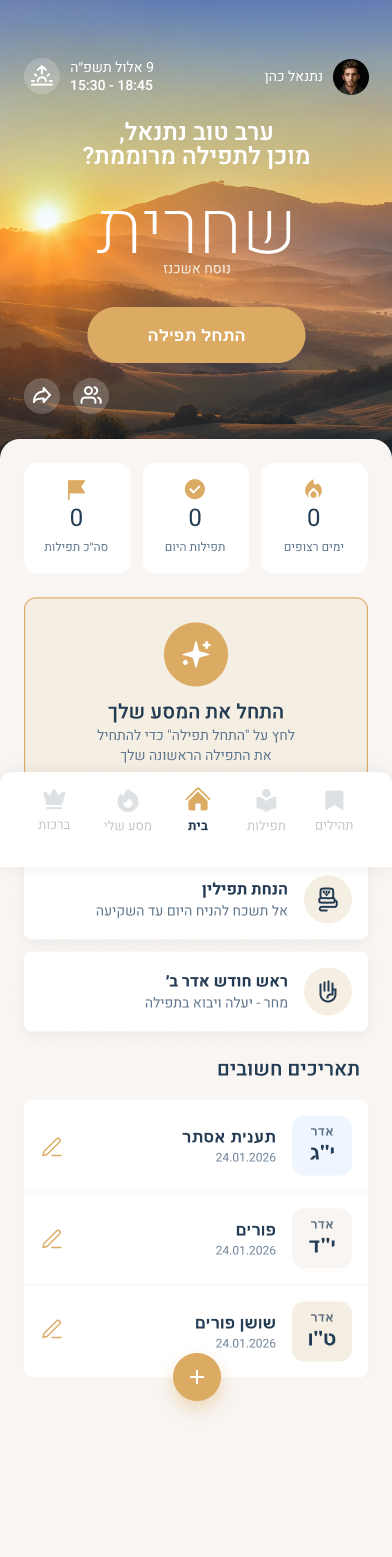 נתנאל כהן
9 אלול תשפ״ה
15:30 - 18:45
ערב טוב נתנאל,
מוכן לתפילה מרוממת?
שחרית
נוסח אשכנז
התחל תפילה
0
ימים רצופים
0
תפילות היום
0
סה"כ תפילות
התחל את המסע שלך
לחץ על "התחל תפילה" כדי להתחיל
את התפילה הראשונה שלך
תהילים
תפילות
בית
מסע שלי
ברכות
הנחת תפילין
אל תשכח להניח היום עד השקיעה
ראש חודש אדר ב׳
מחר - יעלה ויבוא בתפילה
תאריכים חשובים
אדר
י״ג
תענית אסתר
24.01.2026
אדר
י״ד
פורים
24.01.2026
אדר
ט״ו
שושן פורים
24.01.2026